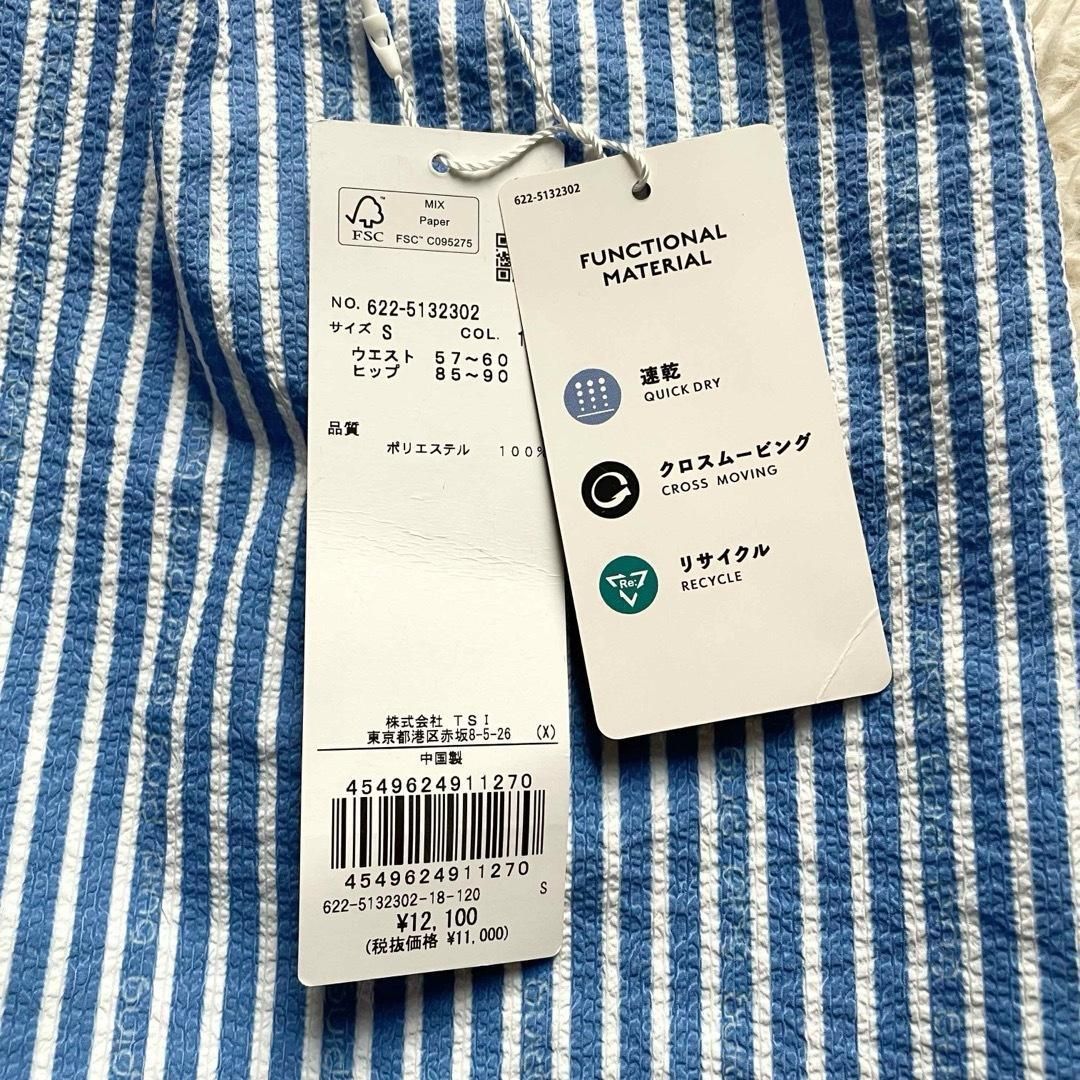 MIX
Paper
FSC™ C095275
FSC™
NO. 622-5132302
サイズ S COL.
ウエスト 57～60
ヒップ 85～90
品質
ポリエステル 100%
株式会社 TSI
東京都港区赤坂8-5-26 (X)
中国製
4549624911270
4549624911270
622-5132302-18-120 S
¥12,100
(税抜価格 ¥11,000)
622-5132302
FUNCTIONAL
MATERIAL
速乾
QUICK DRY
クロスムービング
CROSS MOVING
Re:
リサイクル
RECYCLE